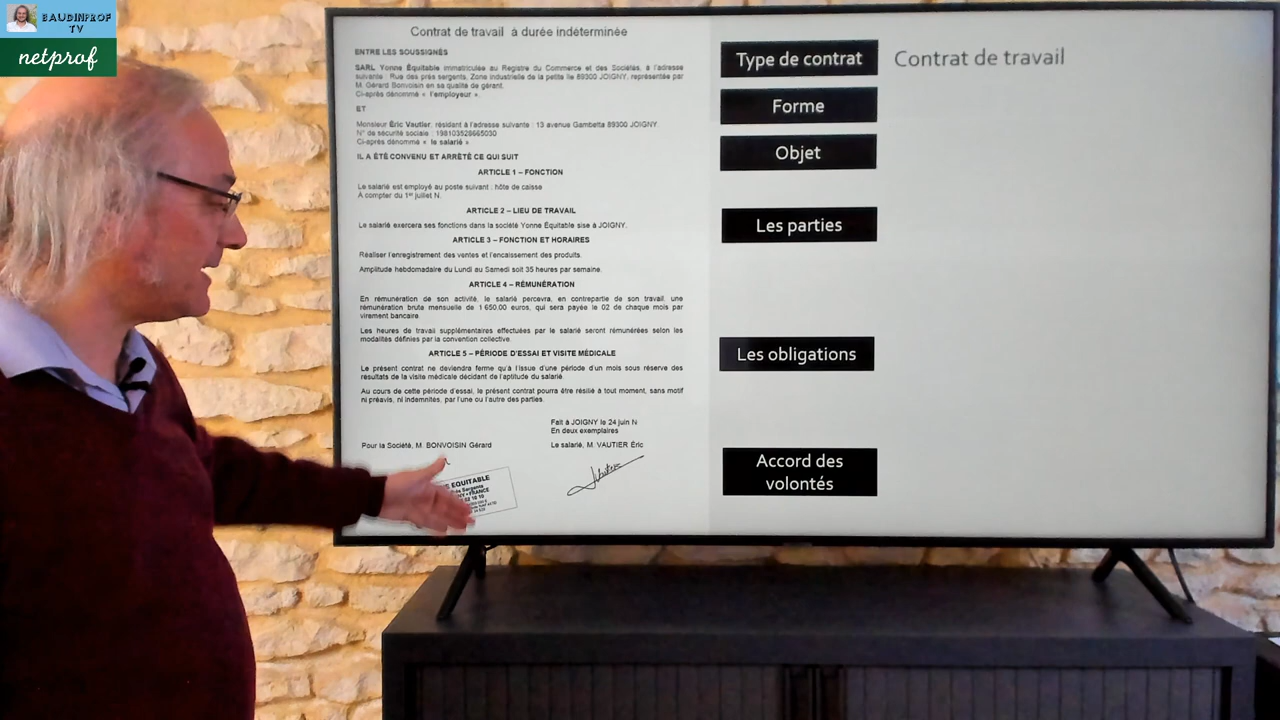 BAUDINPROF
TV
netprof
Contrat de travail à durée indéterminée
ENTRE LES SOUSSIGNÉS
SARL Yonne Équitable immatriculée au Registre du Commerce et des Sociétés, à l'adresse
suivante : Rue des prés sergents. Zone industrielle de la petite île 89300 JOIGNY, représentée par
M. Gérard Bonvoisin en sa qualité de gérant.
Ci-après dénommé « l'employeur ».
ET
Monsieur Éric Vautier: résidant à l'adresse suivante : 13 avenue Gambetta 89300 JOIGNY.
N° de sécurité sociale : 198103528665030
Ci-après dénommé « le salarié »
IL A ÉTÉ CONVENU ET ARRÊTÉ CE QUI SUIT
ARTICLE 1 – FONCTION
Le salarié est employé au poste suivant : hôte de caisse
À compter du 1er juillet N.
ARTICLE 2 – LIEU DE TRAVAIL
Le salarié exercera ses fonctions dans la société Yonne Équitable sise à JOIGNY.
ARTICLE 3 – FONCTION ET HORAIRES
Réaliser l'enregistrement des ventes et l'encaissement des produits.
Amplitude hebdomadaire du Lundi au Samedi soit 35 heures par semaine.
ARTICLE 4 – RÉMUNÉRATION
En rémunération de son activité, le salarié percevra, en contrepartie de son travail, une
rémunération bruta mensuelle de 1 650.00 euros, qui sera payée le 02 de chaque mois par
virement bancaire
Les heures de travail supplémentaires effectuées par le salarié seront rémunérées selon les
modalités définies par la convention collective.
ARTICLE 5 – PÉRIODE D'ESSAI ET VISITE MÉDICALE
Le présent contrat ne deviendra ferme qu'à l'issue d'une période d'un mois sous réserve des
résultats de la visite médicale décidant de l'aptitude du salarié.
Au cours de cette période d'essai, le présent contrat pourra être résilié à tout moment, sans motif
ni préavis, ni indemnités, par l'une ou l'autre des parties.
Fait à JOIGNY le 24 juin N
En deux exemplaires
Pour la Société, M. BONVOISIN Gérard
Le salarié, M. VAUTIER Éric
EQUITABLE
Sergents
FRANCE
Type de contrat
Contrat de travail
Forme
Objet
Les parties
Les obligations
Accord des
volontés